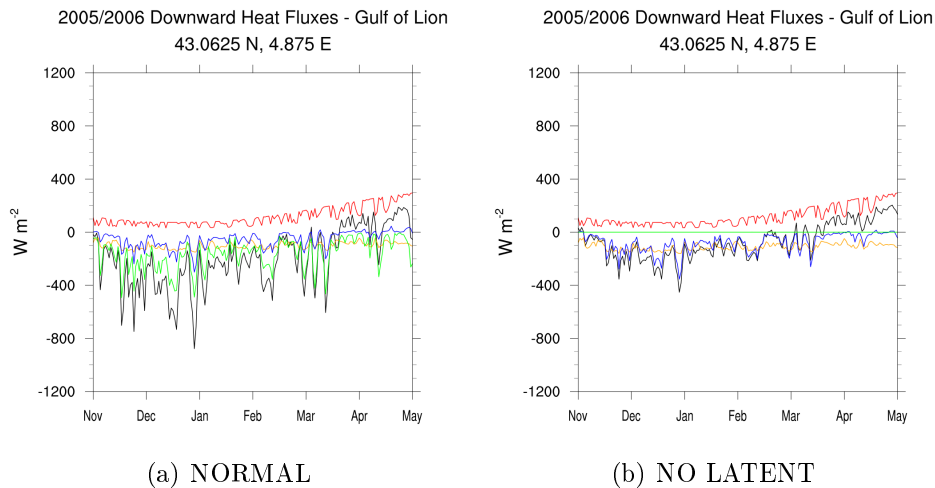 2005/2006 Downward Heat Fluxes - Gulf of Lion
43.0625 N, 4.875 E
1200
800
400
0
-400
-800
-1200
W m-2
Nov Dec Jan Feb Mar Apr May
(a) NORMAL
2005/2006 Downward Heat Fluxes - Gulf of Lion
43.0625 N, 4.875 E
1200
800
400
0
-400
-800
-1200
W m-2
Nov Dec Jan Feb Mar Apr May
(b) NO LATENT